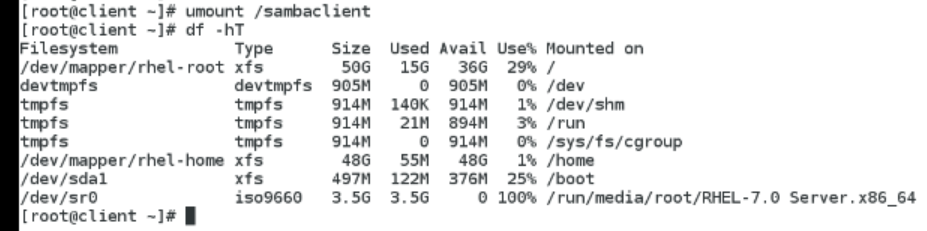 [root@client ~]# umount /sambaclient
[root@client ~]# df -hT
Filesystem            Type      Size  Used Avail Use% Mounted on
/dev/mapper/rhel-root xfs        50G   15G   36G  29% /
devtmpfs              devtmpfs  905M     0  905M   0% /dev
tmpfs                 tmpfs     914M  140K  914M   1% /dev/shm
tmpfs                 tmpfs     914M   21M  894M   3% /run
tmpfs                 tmpfs     914M     0  914M   0% /sys/fs/cgroup
/dev/mapper/rhel-home xfs        48G   55M   48G   1% /home
/dev/sda1             xfs       497M  122M  376M  25% /boot
/dev/sr0              iso9660   3.5G  3.5G     0 100% /run/media/root/RHEL-7.0 Server.x86_64
[root@client ~]#